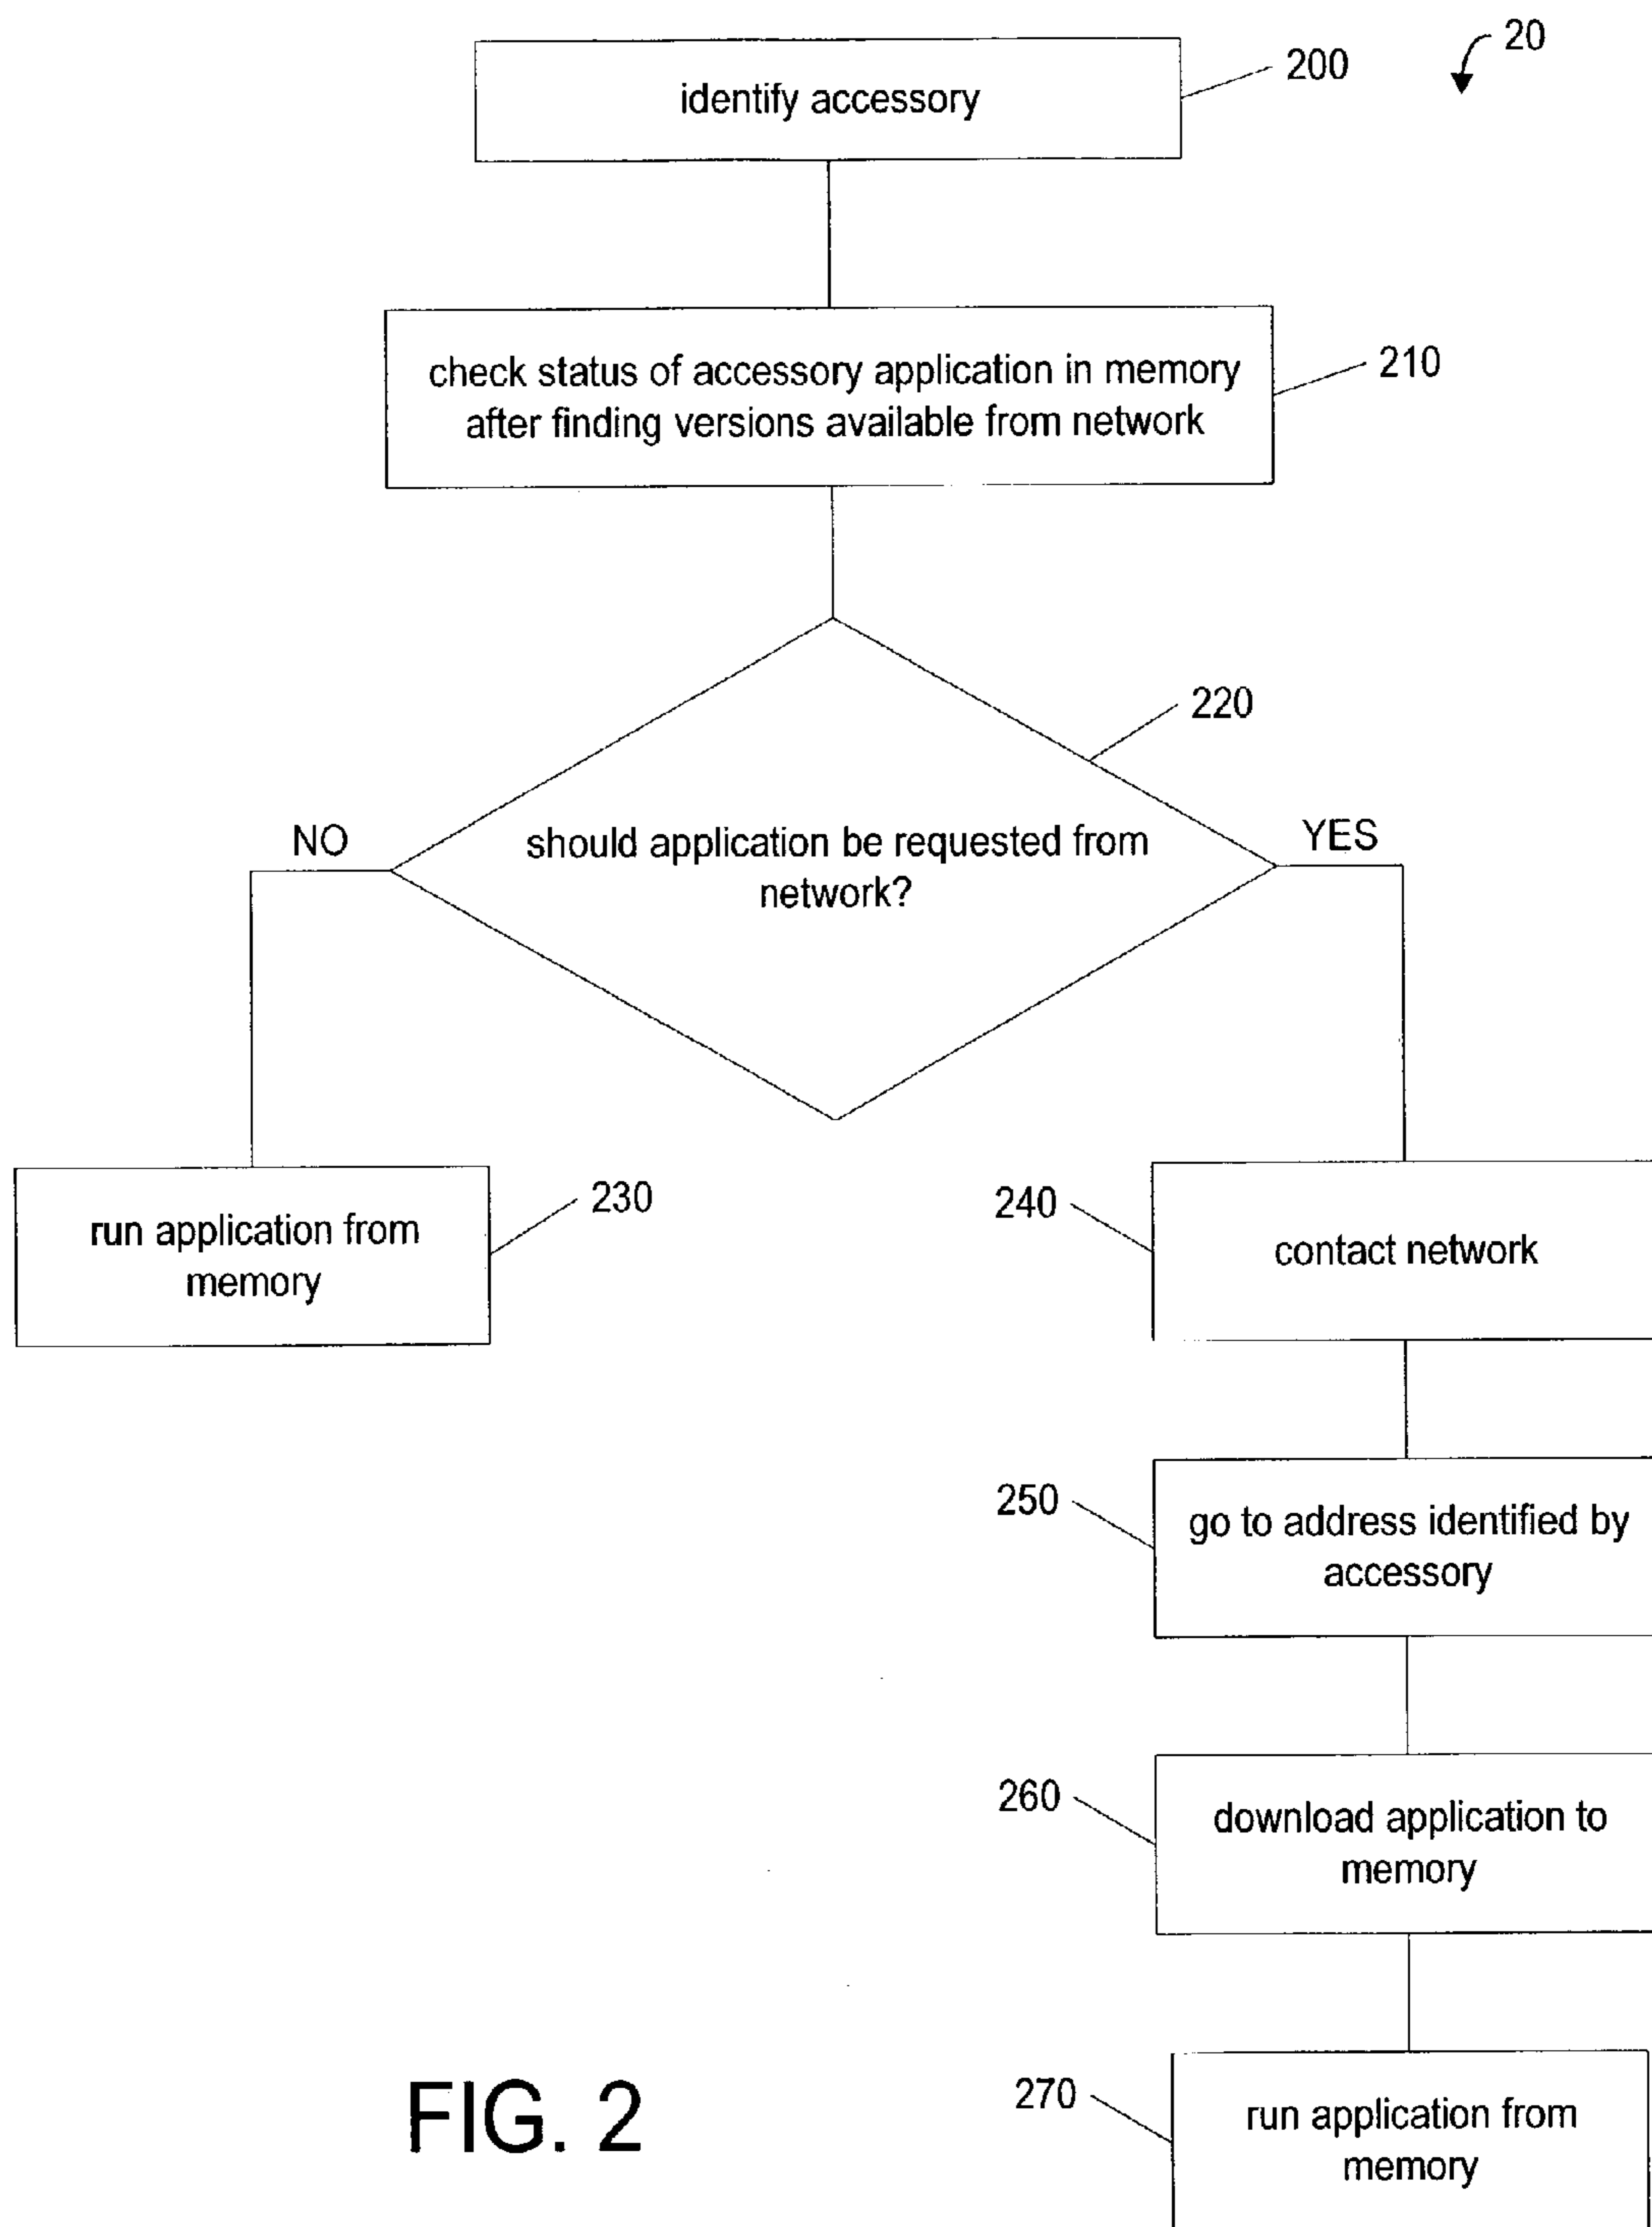 20
200
identify accessory
210
check status of accessory application in memory
after finding versions available from network
220
NO
YES
should application be requested from
network?
230
run application from
memory
240
contact network
250
go to address identified by
accessory
260
download application to
memory
270
run application from
memory
FIG. 2